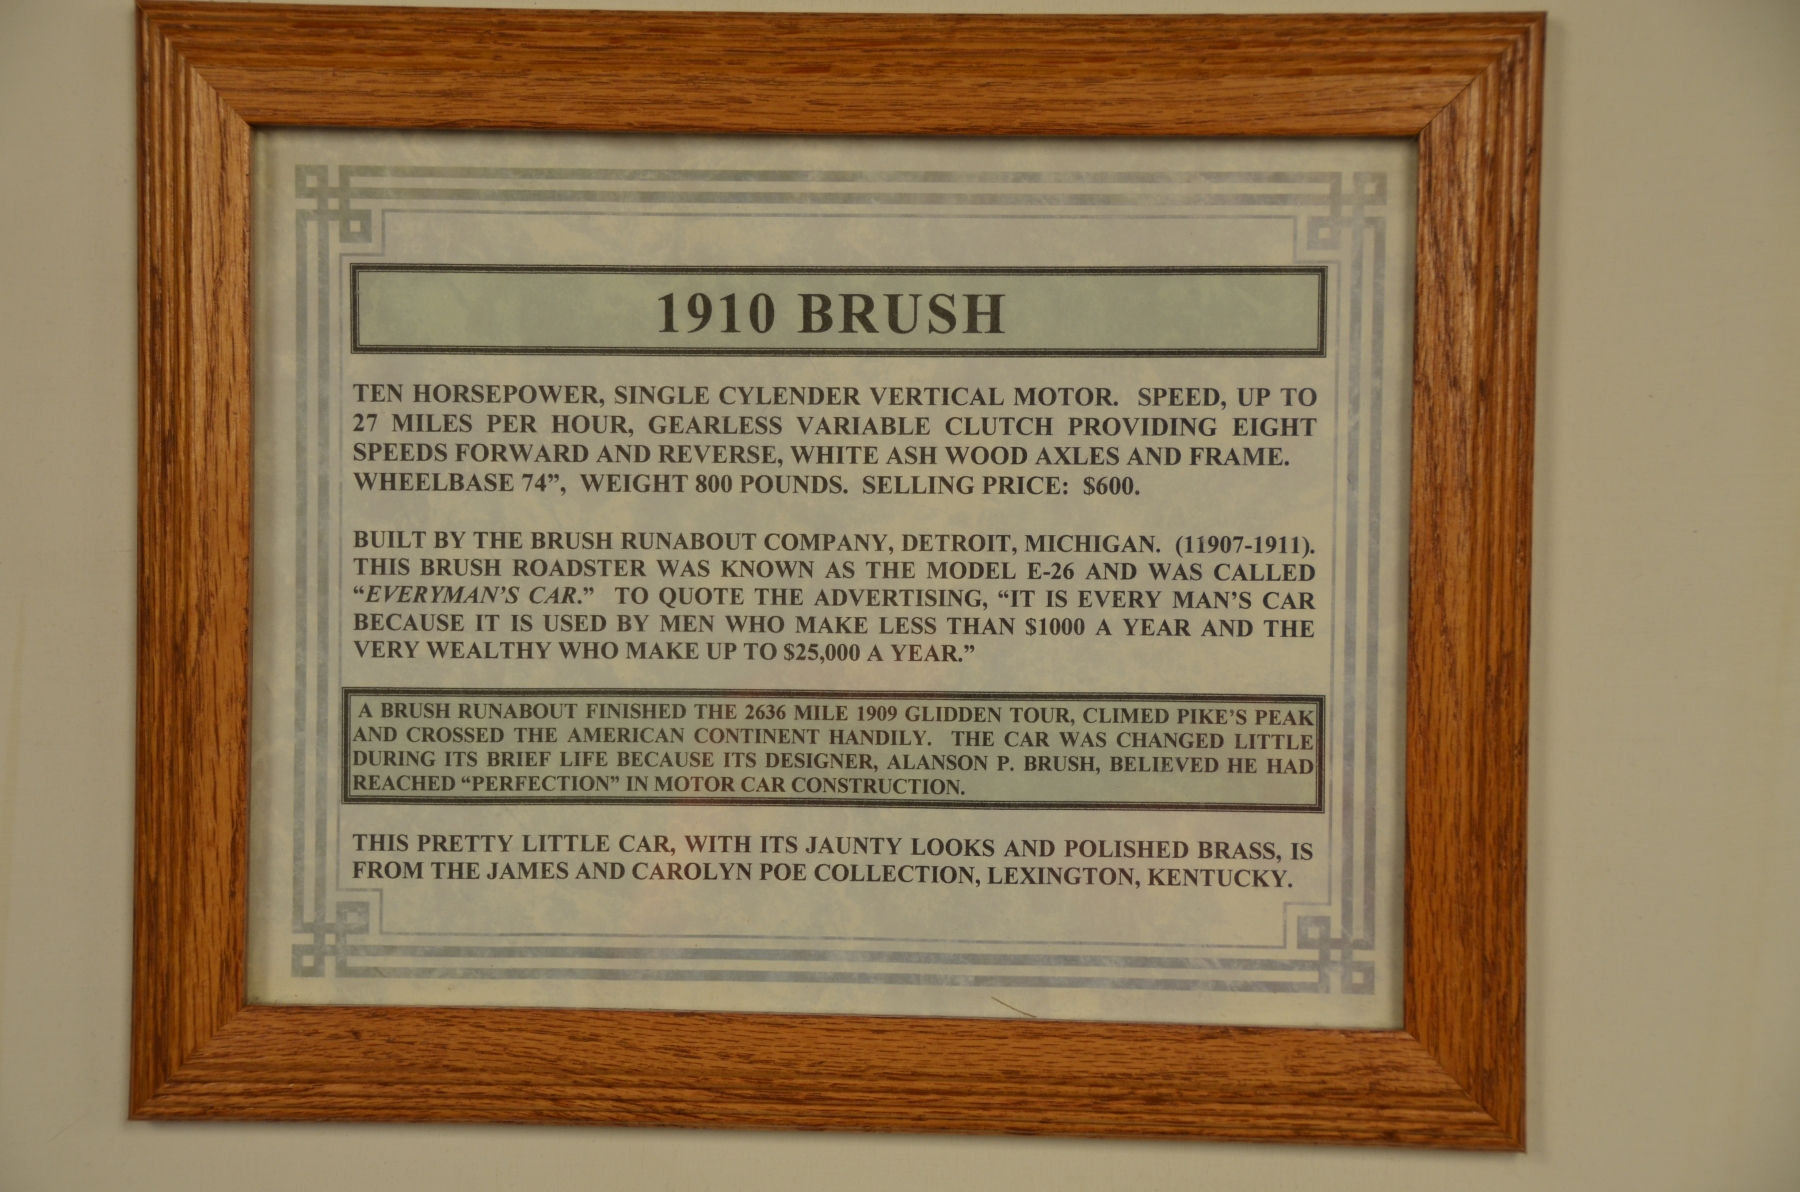 1910 BRUSH
TEN HORSEPOWER, SINGLE CYLENDER VERTICAL MOTOR. SPEED, UP TO
27 MILES PER HOUR, GEARLESS VARIABLE CLUTCH PROVIDING EIGHT
SPEEDS FORWARD AND REVERSE, WHITE ASH WOOD AXLES AND FRAME.
WHEELBASE 74”, WEIGHT 800 POUNDS. SELLING PRICE: $600.
BUILT BY THE BRUSH RUNABOUT COMPANY, DETROIT, MICHIGAN. (11907-1911).
THIS BRUSH ROADSTER WAS KNOWN AS THE MODEL E-26 AND WAS CALLED
“EVERYMAN’S CAR.” TO QUOTE THE ADVERTISING, “IT IS EVERY MAN’S CAR
BECAUSE IT IS USED BY MEN WHO MAKE LESS THAN $1000 A YEAR AND THE
VERY WEALTHY WHO MAKE UP TO $25,000 A YEAR.”
A BRUSH RUNABOUT FINISHED THE 2636 MILE 1909 GLIDDEN TOUR, CLIMED PIKE’S PEAK
AND CROSSED THE AMERICAN CONTINENT HANDILY. THE CAR WAS CHANGED LITTLE
DURING ITS BRIEF LIFE BECAUSE ITS DESIGNER, ALANSON P. BRUSH, BELIEVED HE HAD
REACHED “PERFECTION” IN MOTOR CAR CONSTRUCTION.
THIS PRETTY LITTLE CAR, WITH ITS JAUNTY LOOKS AND POLISHED BRASS, IS
FROM THE JAMES AND CAROLYN POE COLLECTION, LEXINGTON, KENTUCKY.